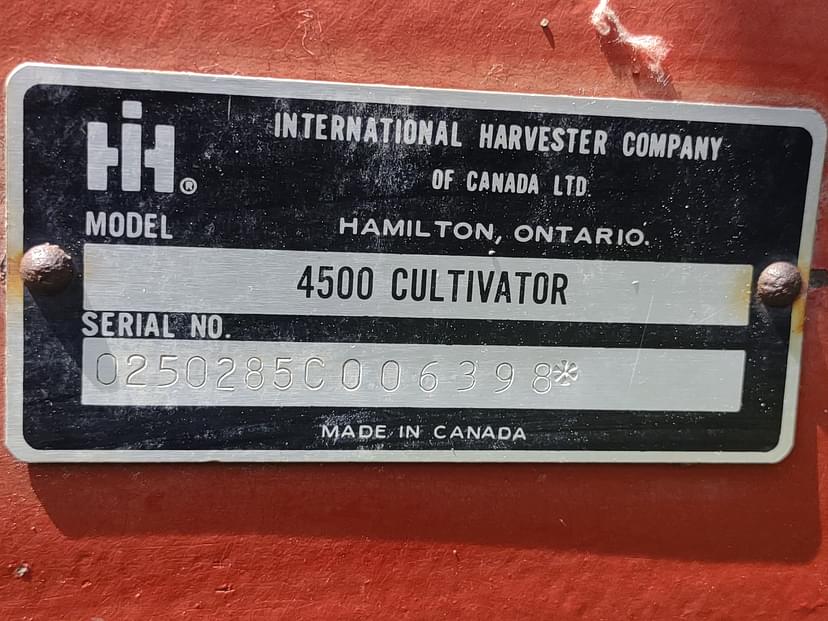 IH®
INTERNATIONAL HARVESTER COMPANY
OF CANADA LTD.
MODEL
HAMILTON, ONTARIO.
4500 CULTIVATOR
SERIAL NO.
0250285C006398*
MADE IN CANADA